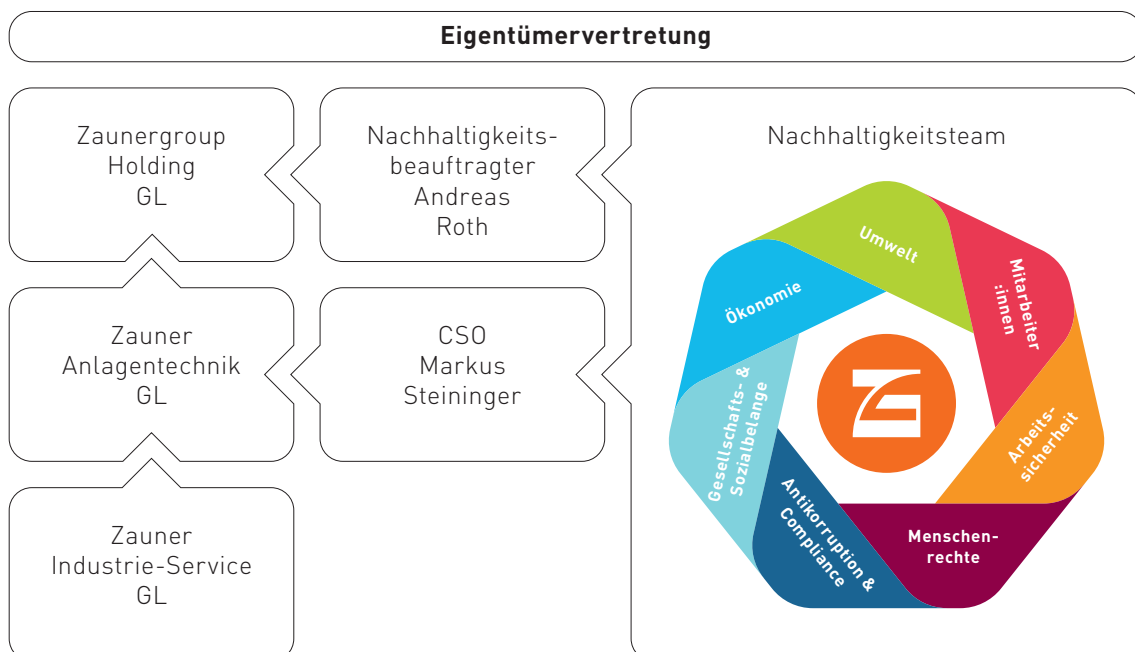 Eigentümervertretung
Zaunergroup
Holding
GL
Nachhaltigkeits-
beauftragter
Andreas
Roth
Nachhaltigkeitsteam
Zauner
Anlagentechnik
GL
CSO
Markus
Steininger
Zauner
Industrie-Service
GL
Umwelt
Mitarbeiter
:innen
Arbeits-
sicherheit
Menschen-
rechte
Antikorruption &
Compliance
Gesellschafts- &
Sozialbelange
Ökonomie